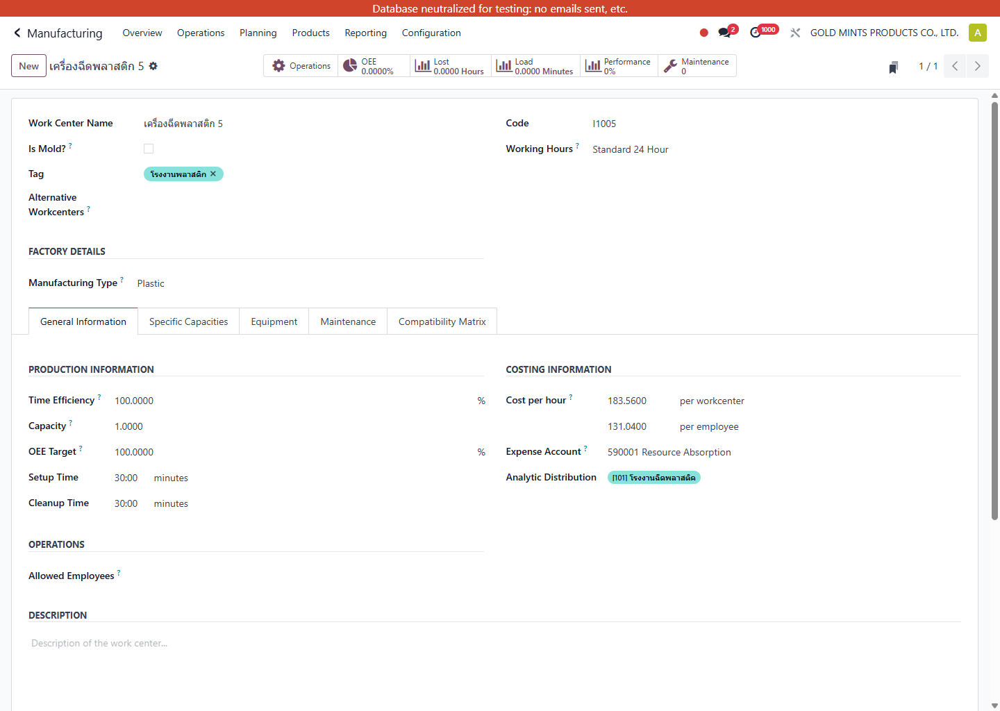 Database neutralized for testing: no emails sent, etc.
Manufacturing Overview Operations Planning Products Reporting Configuration 2 1000 GOLD MINTS PRODUCTS CO., LTD. A
New เครื่องฉีดพลาสติก 5 Operations OEE 0.0000% Lost 0.0000 Hours Load 0.0000 Minutes Performance 0% Maintenance 0 1 / 1
Work Center Name เครื่องฉีดพลาสติก 5 Code I1005
Is Mold? ? Working Hours ? Standard 24 Hour
Tag โรงงานพลาสติก ×
Alternative
Workcenters ?
FACTORY DETAILS
Manufacturing Type ? Plastic
General Information Specific Capacities Equipment Maintenance Compatibility Matrix
PRODUCTION INFORMATION COSTING INFORMATION
Time Efficiency ? 100.0000 % Cost per hour ? 183.5600 per workcenter
Capacity ? 1.0000 131.0400 per employee
OEE Target ? 100.0000 % Expense Account ? 590001 Resource Absorption
Setup Time 30:00 minutes Analytic Distribution [101] โรงงานฉีดพลาสติค
Cleanup Time 30:00 minutes
OPERATIONS
Allowed Employees ?
DESCRIPTION
Description of the work center...